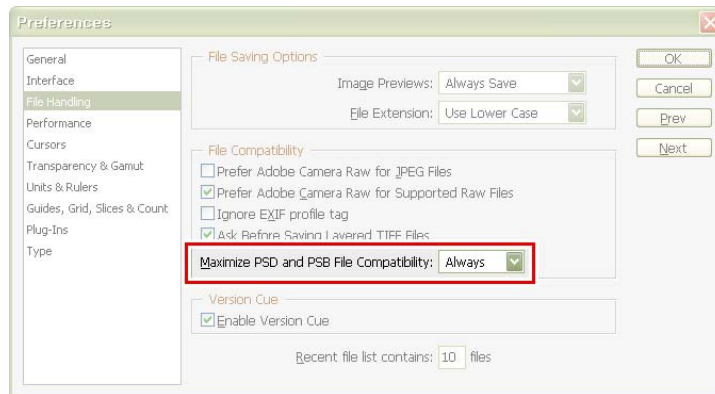 Preferences
General
Interface
File Handling
Performance
Cursors
Transparency & Gamut
Units & Rulers
Guides, Grid, Slices & Count
Plug-Ins
Type
File Saving Options
Image Previews: Always Save
File Extension: Use Lower Case
File Compatibility
Prefer Adobe Camera Raw for JPEG Files
Prefer Adobe Camera Raw for Supported Raw Files
Ignore EXIF profile tag
Ask Before Saving Layered TIFF Files
Maximize PSD and PSB File Compatibility: Always
Version Cue
Enable Version Cue
Recent file list contains: 10 files
OK
Cancel
Prev
Next